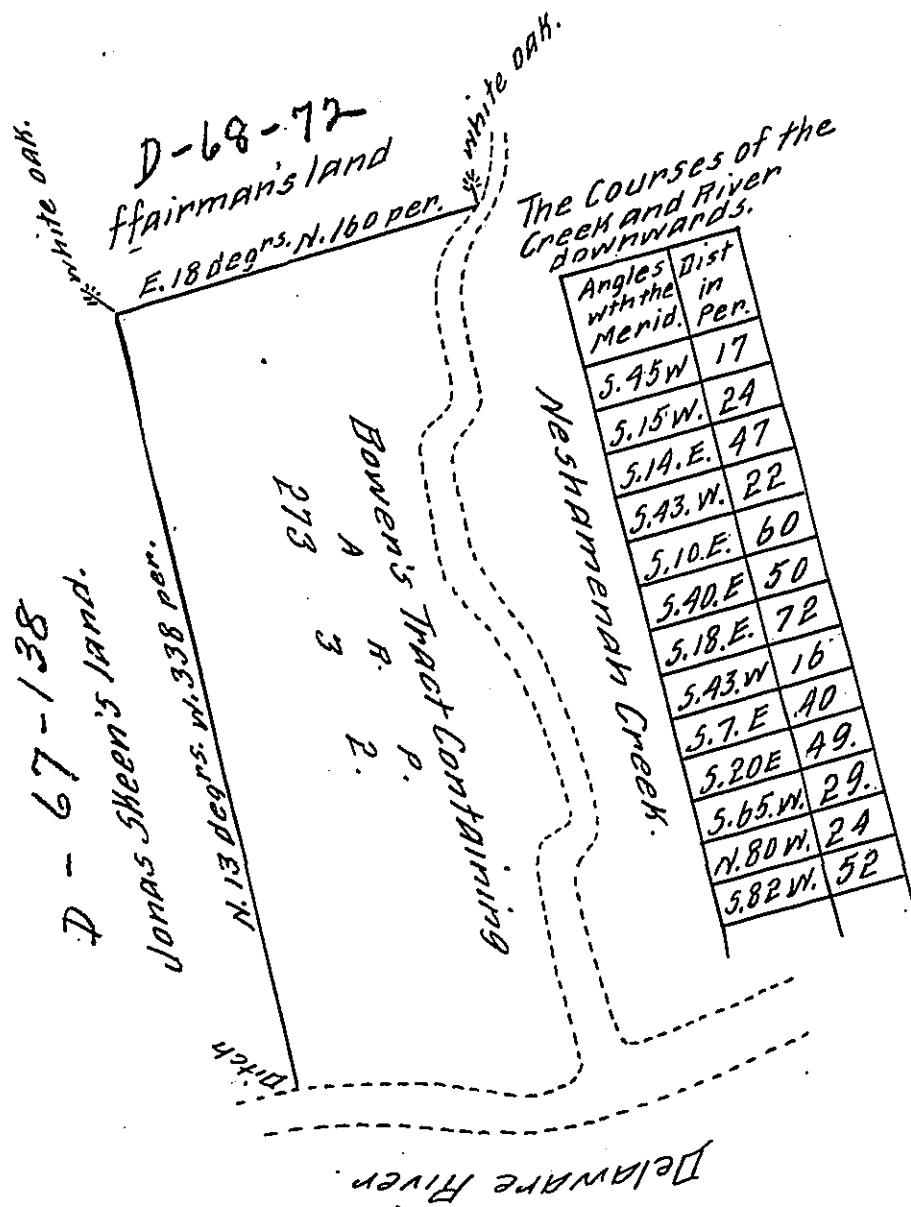 white oak.
D-68-72
ffairman's land
E. 18 degrs. N. 160 per.
white oak.
The Courses of the
Creek and River
downwards.
Angles wth the Merid. Dist in Per.
S.45W 17
S.15W. 24
S.14.E. 47
S.43.W. 22
S.10.E. 60
S.40.E 50
S.18.E. 72
S.43.W 16
S.7.E 40
S.20E 49.
S.65.W. 29.
N.80W. 24
S.82W. 52
Neshamenah Creek.
Bowen's Tract Containing
A R P.
273 3 2.
D - 67-138
Jonas Skeen's land.
N. 13 degrs. W. 338 per.
Ditch
Delaware River.